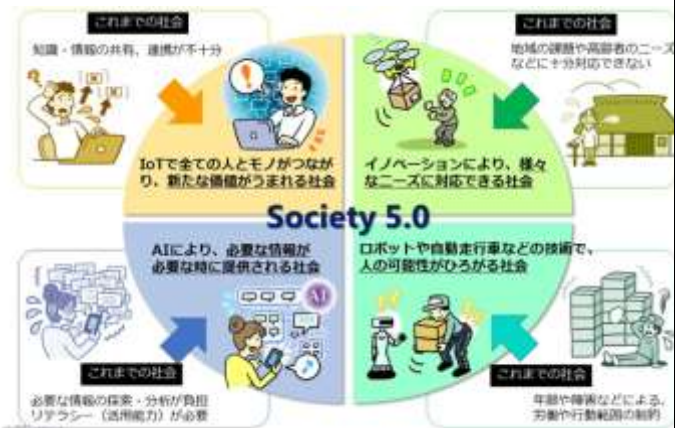 これまでの社会
知識・情報の共有、連携が不十分
IoTで全ての人とモノがつなが
り、新たな価値がうまれる社会
これまでの社会
地域の課題や高齢者のニーズ
などに十分対応できない
イノベーションにより、様々
なニーズに対応できる社会
Society 5.0
AIにより、必要な情報が
必要な時に提供される社会
AI
これまでの社会
必要な情報の探索・分析が負担
リテラシー（活用能力）が必要
ロボットや自動走行車などの技術で、
人の可能性がひろがる社会
これまでの社会
年齢や障害などによる、
労働や行動範囲の制約